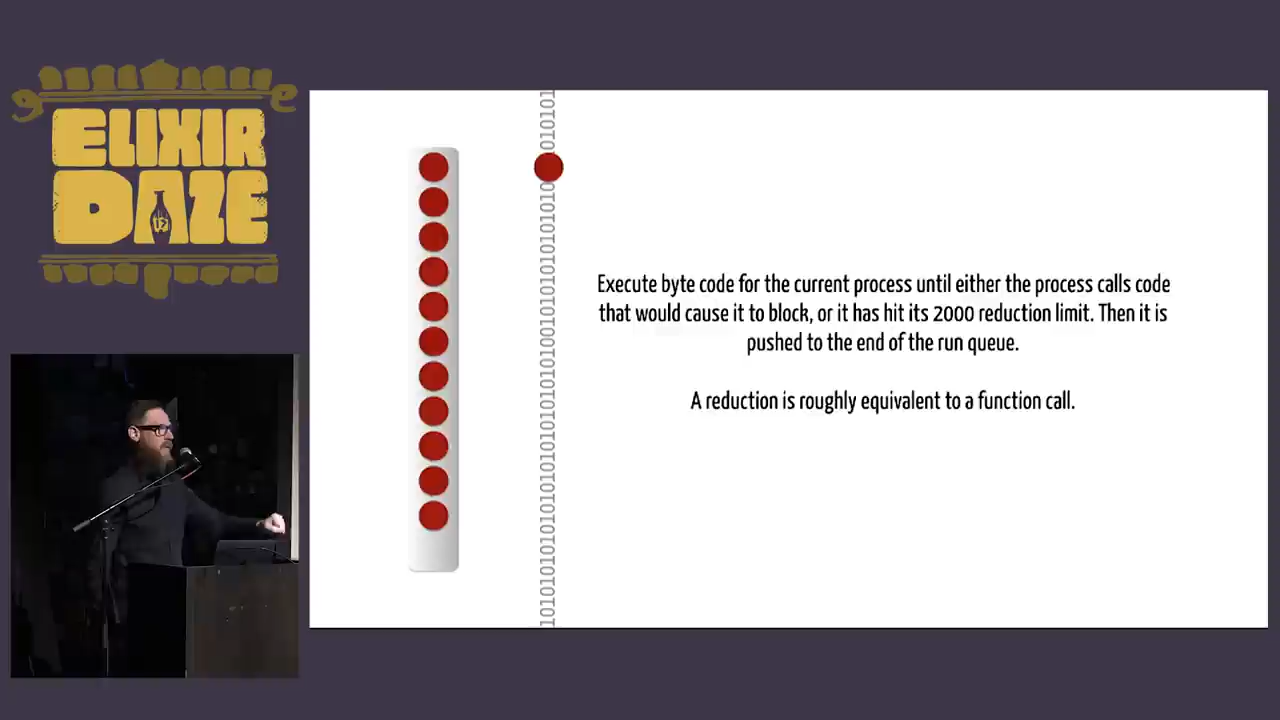 ELIXIR
DAZE
Execute byte code for the current process until either the process calls code
that would cause it to block, or it has hit its 2000 reduction limit. Then it is
pushed to the end of the run queue.
A reduction is roughly equivalent to a function call.